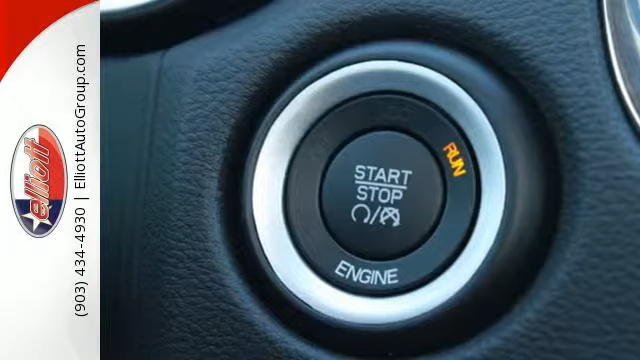 elliott
(903) 434-4930 | ElliottAutoGroup.com
START
STOP
RUN
ENGINE